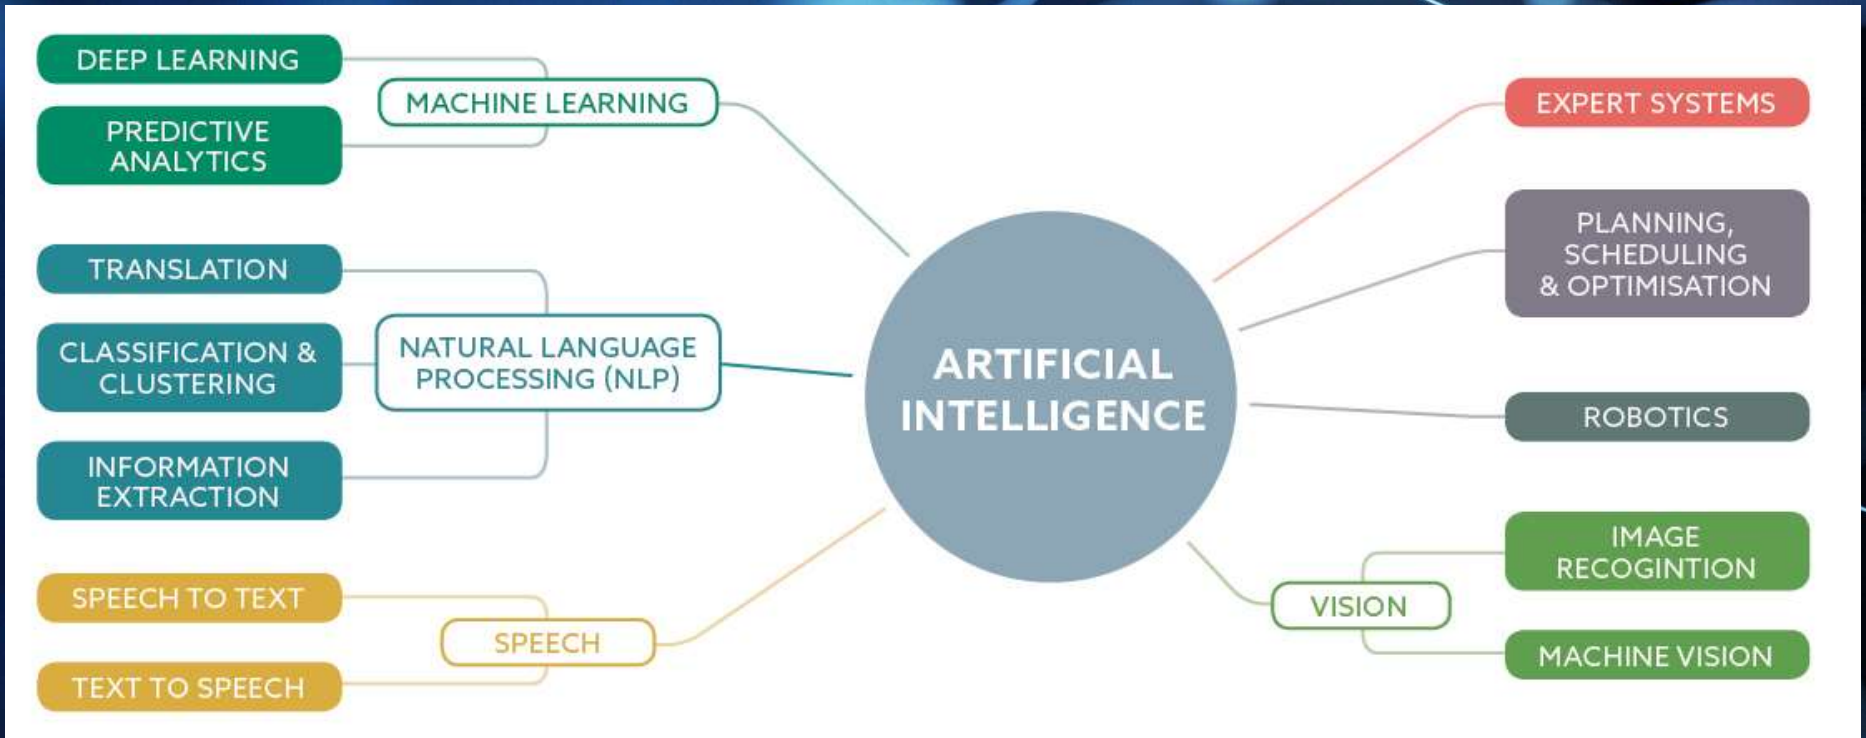 DEEP LEARNING
PREDICTIVE
ANALYTICS
MACHINE LEARNING
TRANSLATION
CLASSIFICATION &
CLUSTERING
INFORMATION
EXTRACTION
NATURAL LANGUAGE
PROCESSING (NLP)
SPEECH TO TEXT
TEXT TO SPEECH
SPEECH
ARTIFICIAL
INTELLIGENCE
EXPERT SYSTEMS
PLANNING,
SCHEDULING
& OPTIMISATION
ROBOTICS
VISION
IMAGE
RECOGINTION
MACHINE VISION